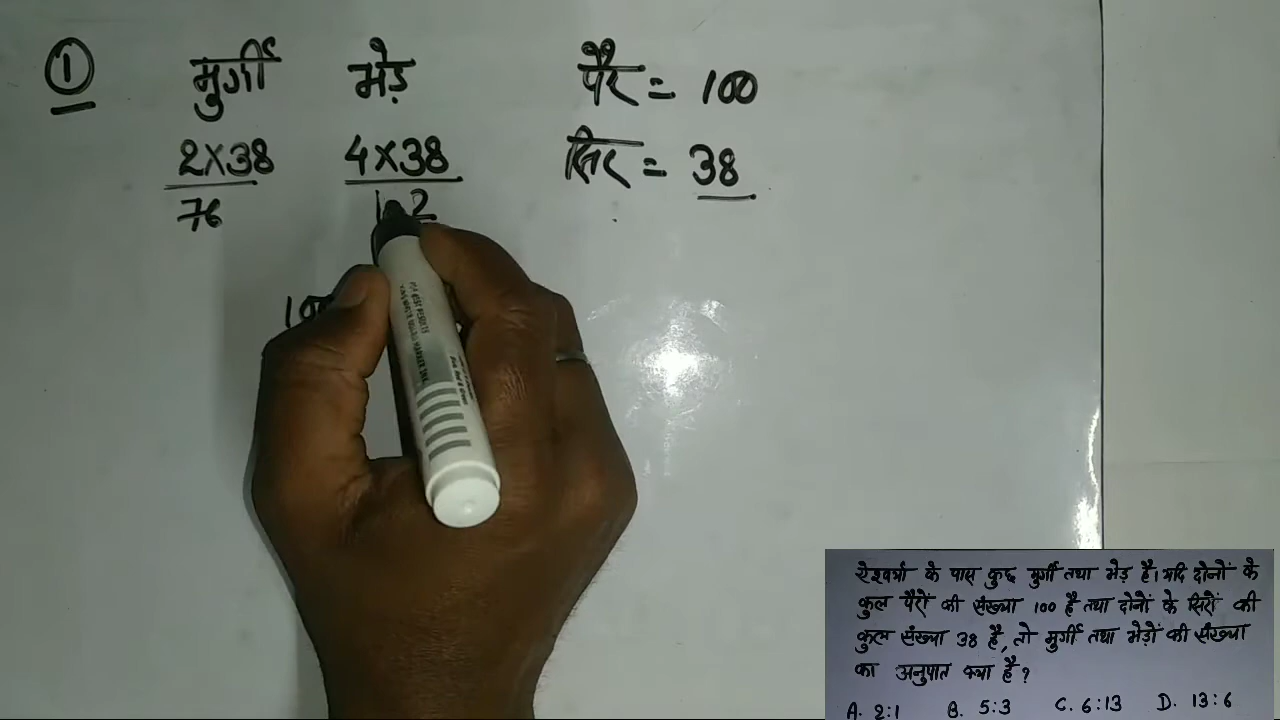 1 मुर्गी भेड़ पैर = 100
2×38 4×38 सिर = 38
76
ऐश्वर्या के पास कुछ मुर्गी तथा भेड़ है। यदि दोनों के
कुल पैरों की संख्या 100 है तथा दोनों के सिरों की
कुल संख्या 38 है, तो मुर्गी तथा भेड़ों की संख्या
का अनुपात क्या है?
A. 2:1 B. 5:3 C. 6:13 D. 13:6